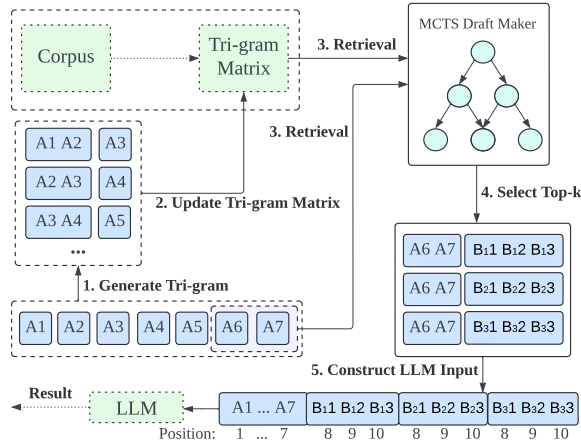 MCTS Draft Maker
Corpus
Tri-gram
Matrix
3. Retrieval
3. Retrieval
A1 A2 A3
A2 A3 A4
A3 A4 A5
...
2. Update Tri-gram Matrix
4. Select Top-k
1. Generate Tri-gram
A6 A7 B₁1 B₁2 B₁3
A6 A7 B₂1 B₂2 B₂3
A6 A7 B₃1 B₃2 B₃3
A1 A2 A3 A4 A5 A6 A7
5. Construct LLM Input
Result
LLM
A1 ... A7 B₁1 B₁2 B₁3 B₂1 B₂2 B₂3 B₃1 B₃2 B₃3
Position: 1 ... 7 8 9 10 8 9 10 8 9 10